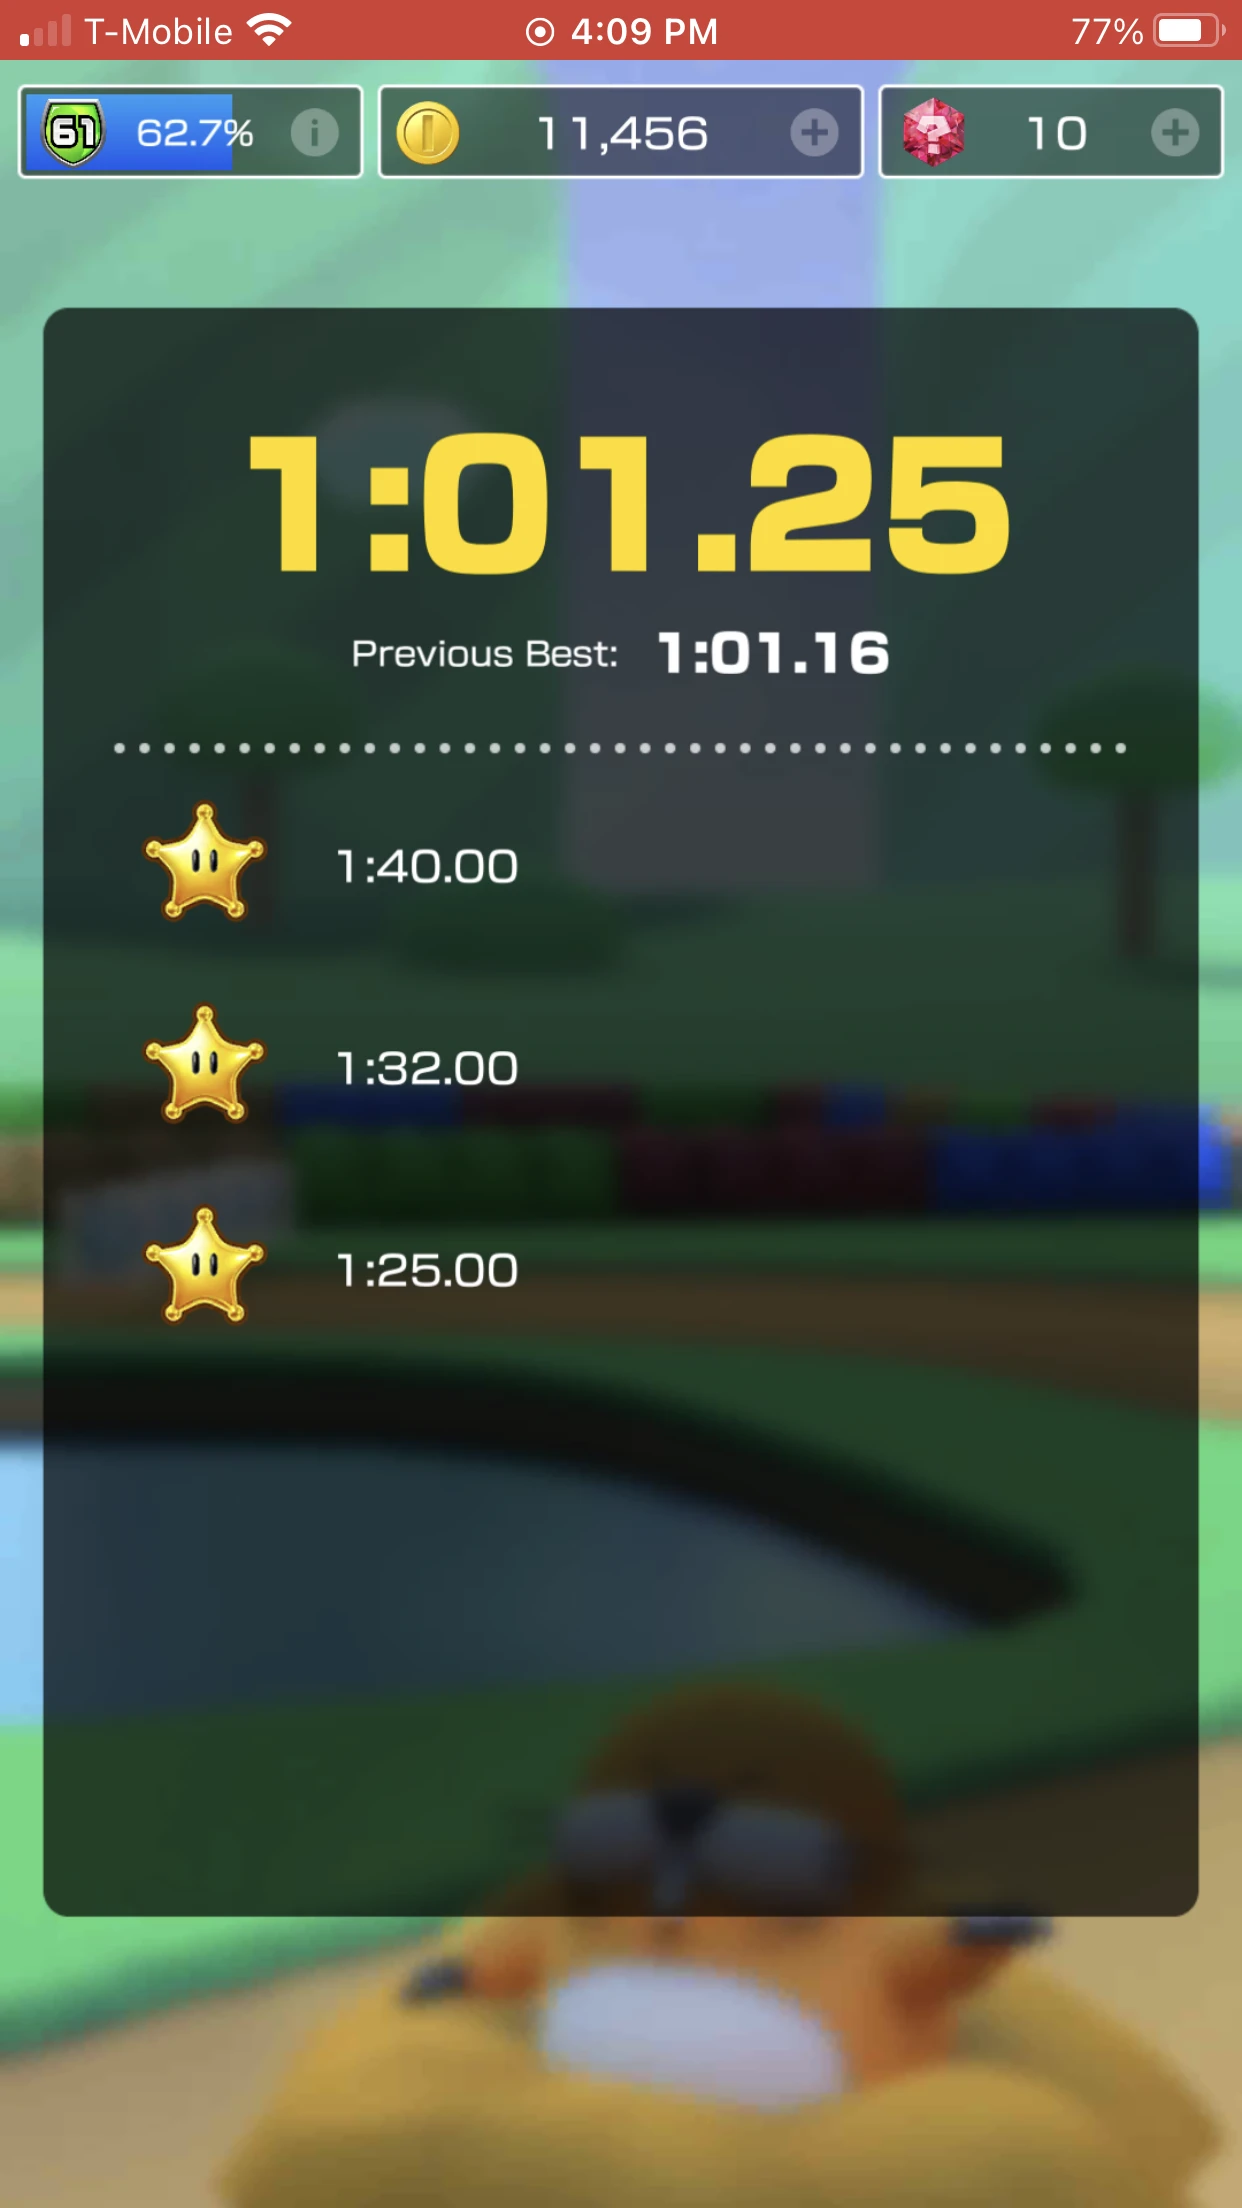 T-Mobile 4:09 PM 77%
61 62.7% i 11,456 + ? 10 +
1:01.25
Previous Best: 1:01.16
1:40.00
1:32.00
1:25.00